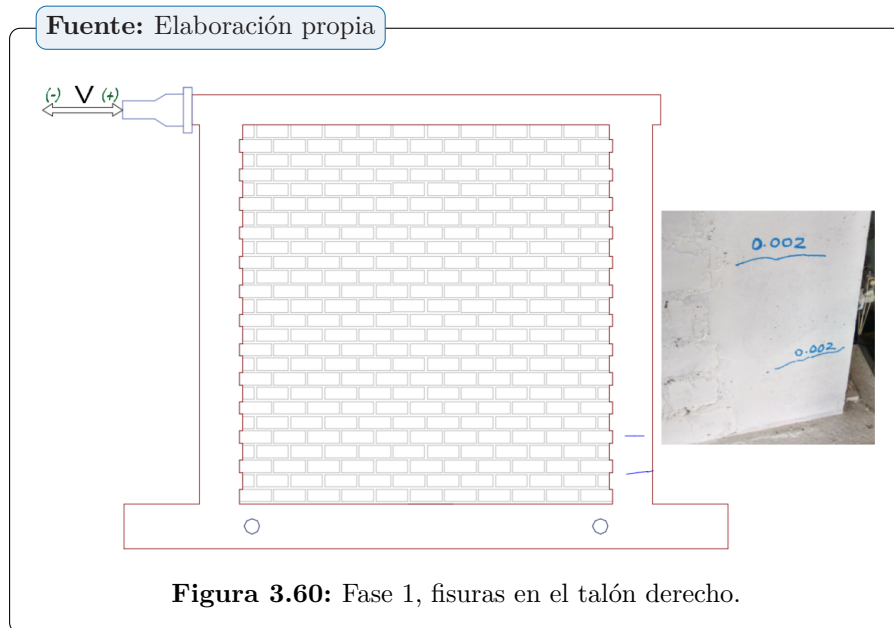 Fuente: Elaboración propia
(-) V (+)
0.002
0.002
Figura 3.60: Fase 1, fisuras en el talón derecho.